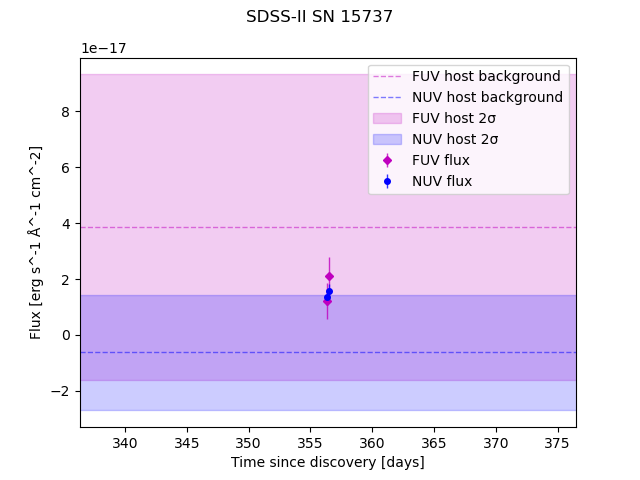 SDSS-II SN 15737
1e−17
FUV host background
NUV host background
FUV host 2σ
NUV host 2σ
FUV flux
NUV flux
8
6
4
2
0
−2
Flux [erg s^-1 Å^-1 cm^-2]
340 345 350 355 360 365 370 375
Time since discovery [days]